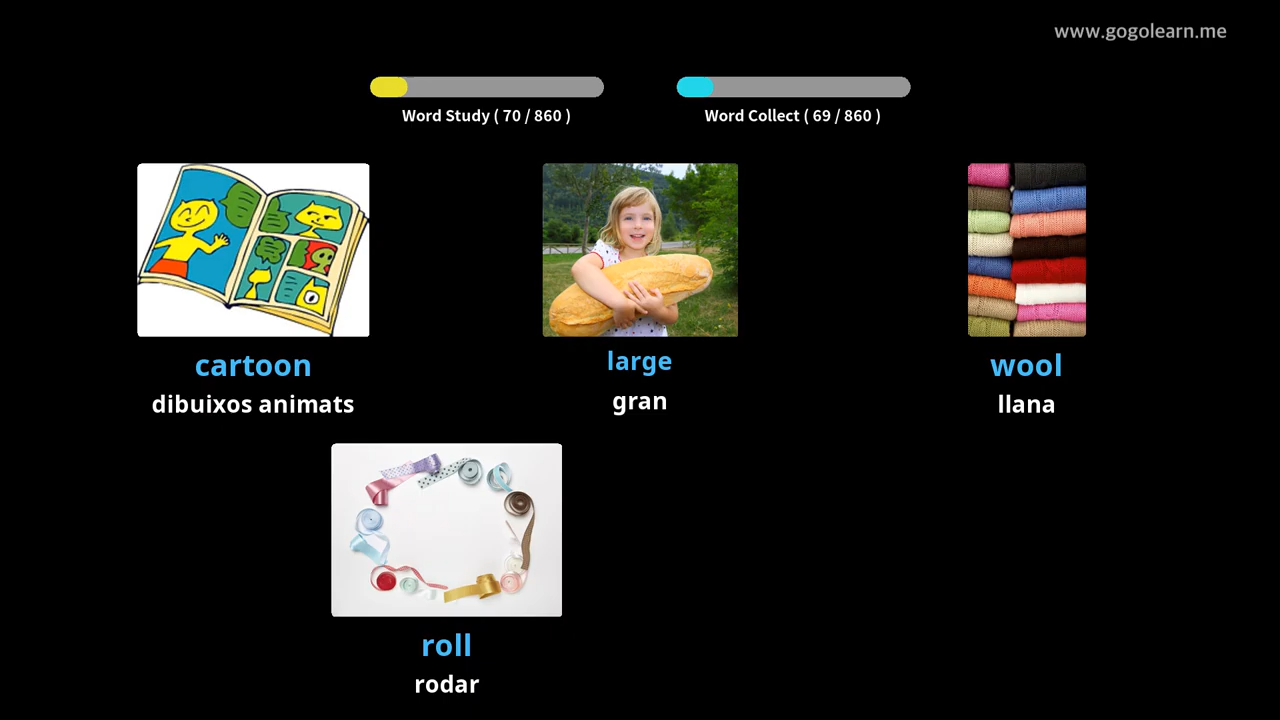 www.gogolearn.me
Word Study ( 70 / 860 )
Word Collect ( 69 / 860 )
cartoon
dibuixos animats
large
gran
wool
llana
roll
rodar